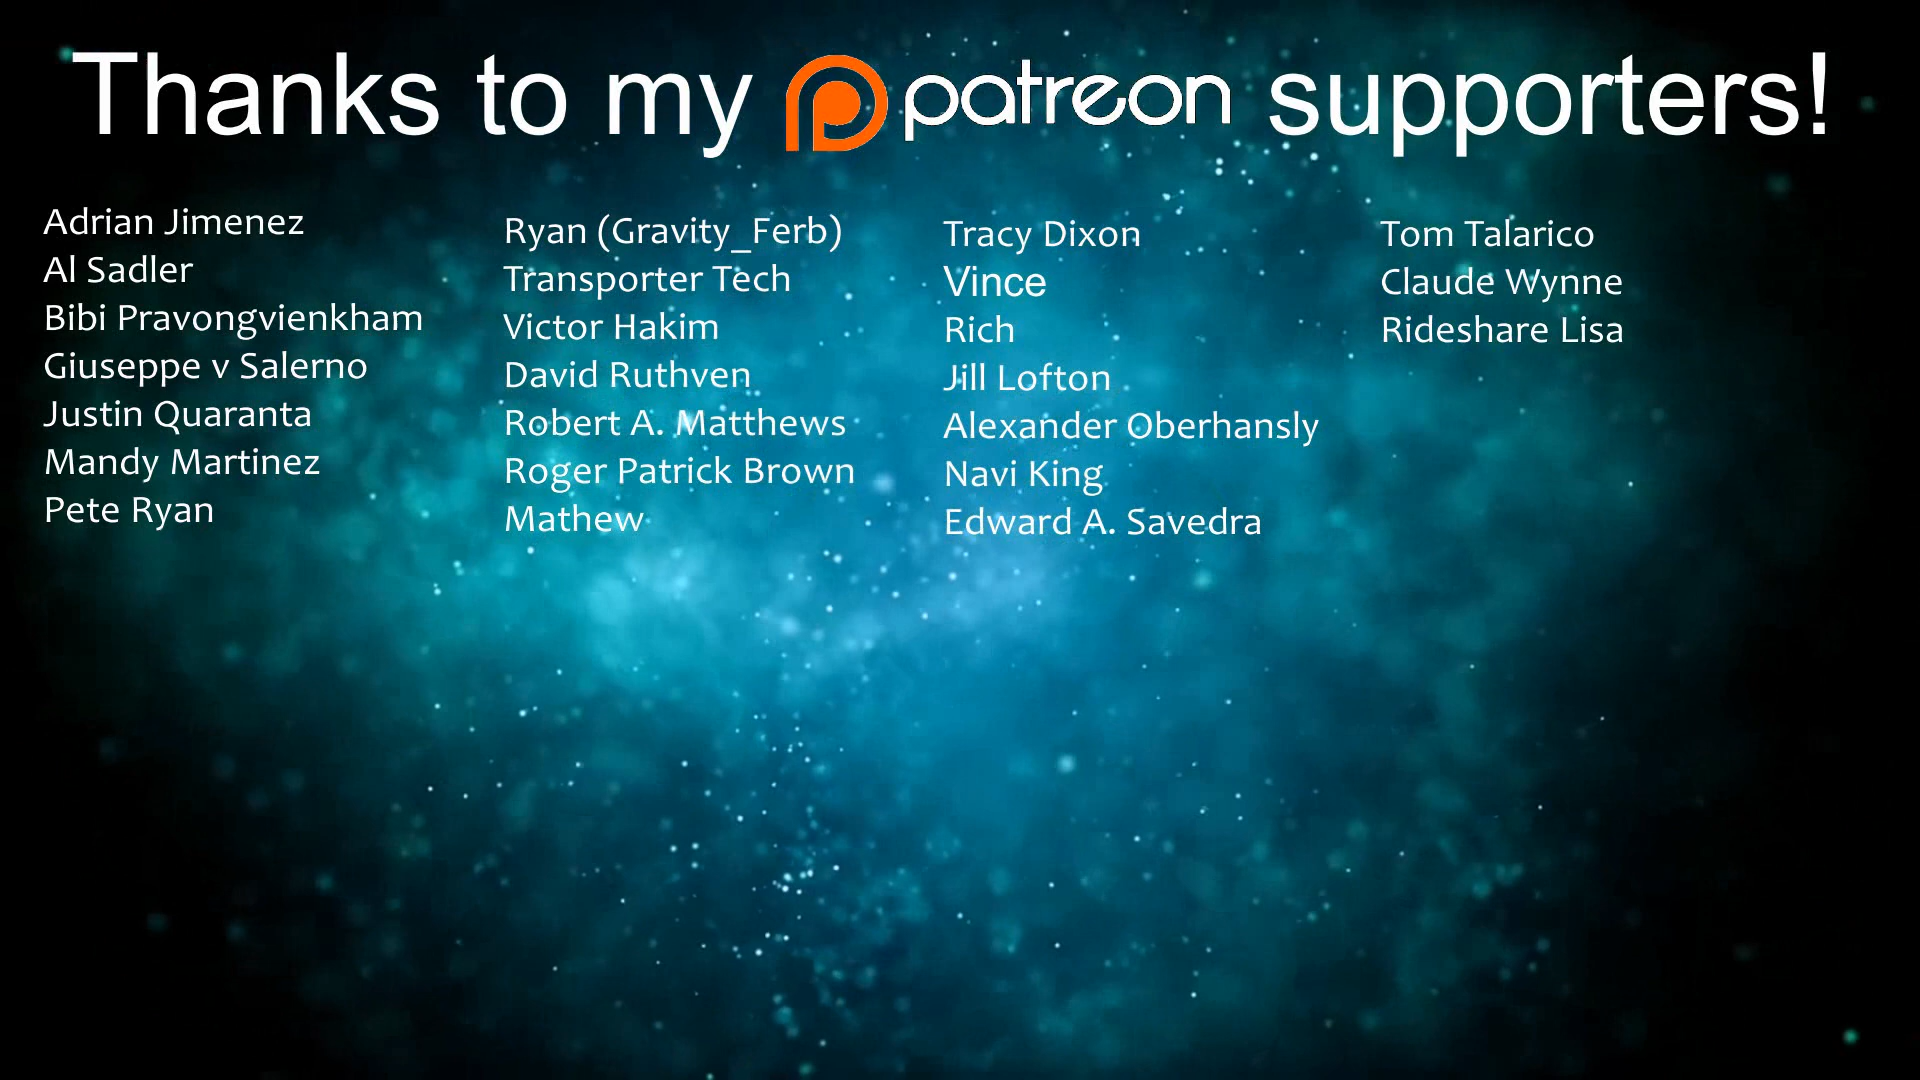 Thanks to my patreon supporters!
Adrian Jimenez
Al Sadler
Bibi Pravongvienkham
Giuseppe v Salerno
Justin Quaranta
Mandy Martinez
Pete Ryan
Ryan (Gravity_Ferb)
Transporter Tech
Victor Hakim
David Ruthven
Robert A. Matthews
Roger Patrick Brown
Mathew
Tracy Dixon
Vince
Rich
Jill Lofton
Alexander Oberhansly
Navi King
Edward A. Savedra
Tom Talarico
Claude Wynne
Rideshare Lisa